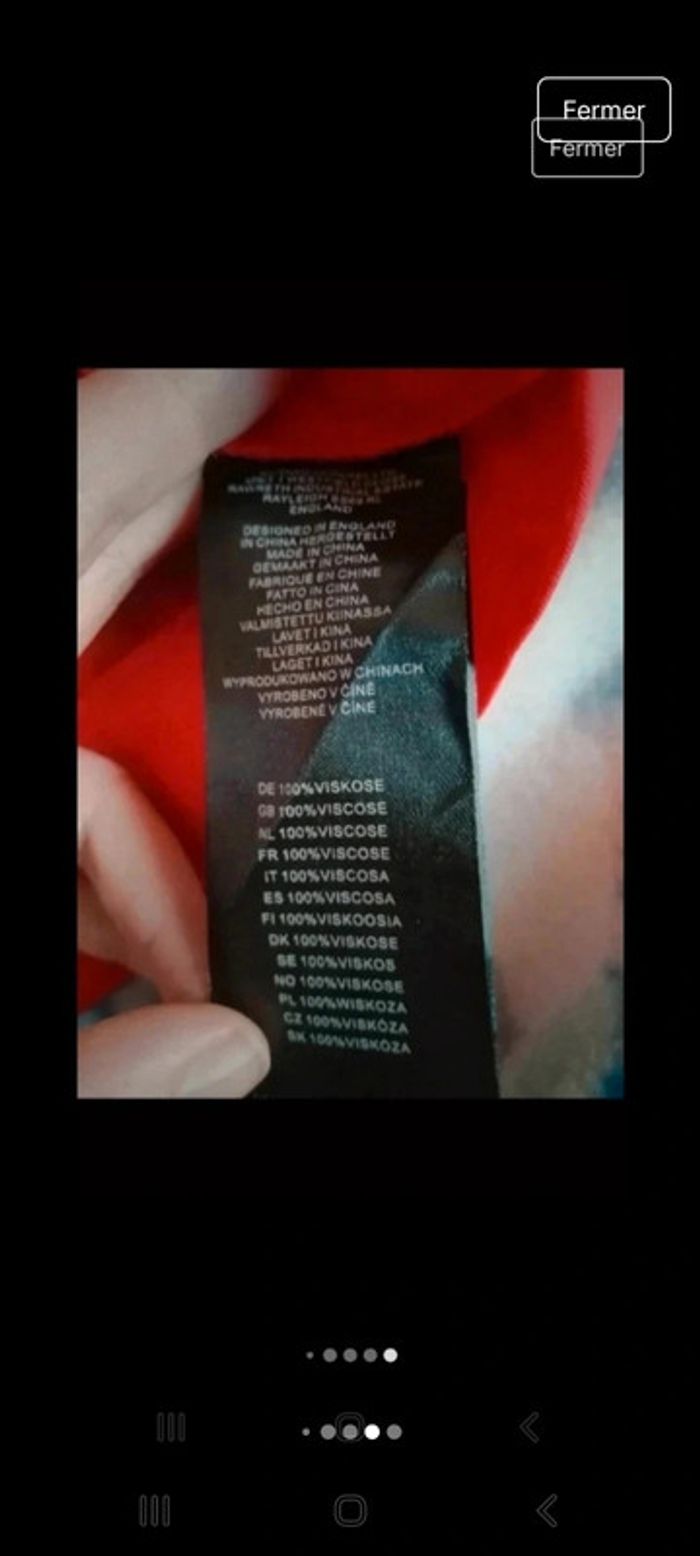 Fermer
Fermer
RAWRETH INDUSTRIAL ESTATE
RAYLEIGH
ENGLAND
DESIGNED IN ENGLAND
IN CHINA HERGESTELLT
MADE IN CHINA
GEMAAKT IN CHINA
FABRIQUE EN CHINE
FATTO IN CINA
HECHO EN CHINA
VALMISTETTU KIINASSA
LAVET I KINA
TILLVERKAD I KINA
LAGET I KINA
WYPRODUKOWANO W CHINACH
VYROBENO V ČÍNĚ
VYROBENÉ V ČÍNE
DE 100%VISKOSE
GB 100%VISCOSE
NL 100%VISCOSE
FR 100%VISCOSE
IT 100%VISCOSA
ES 100%VISCOSA
FI 100%VISKOOSIA
DK 100%VISKOSE
SE 100%VISKOS
NO 100%VISKOSE
PL 100%WISKOZA
CZ 100%VISKÓZA
SK 100%VISKÓZA